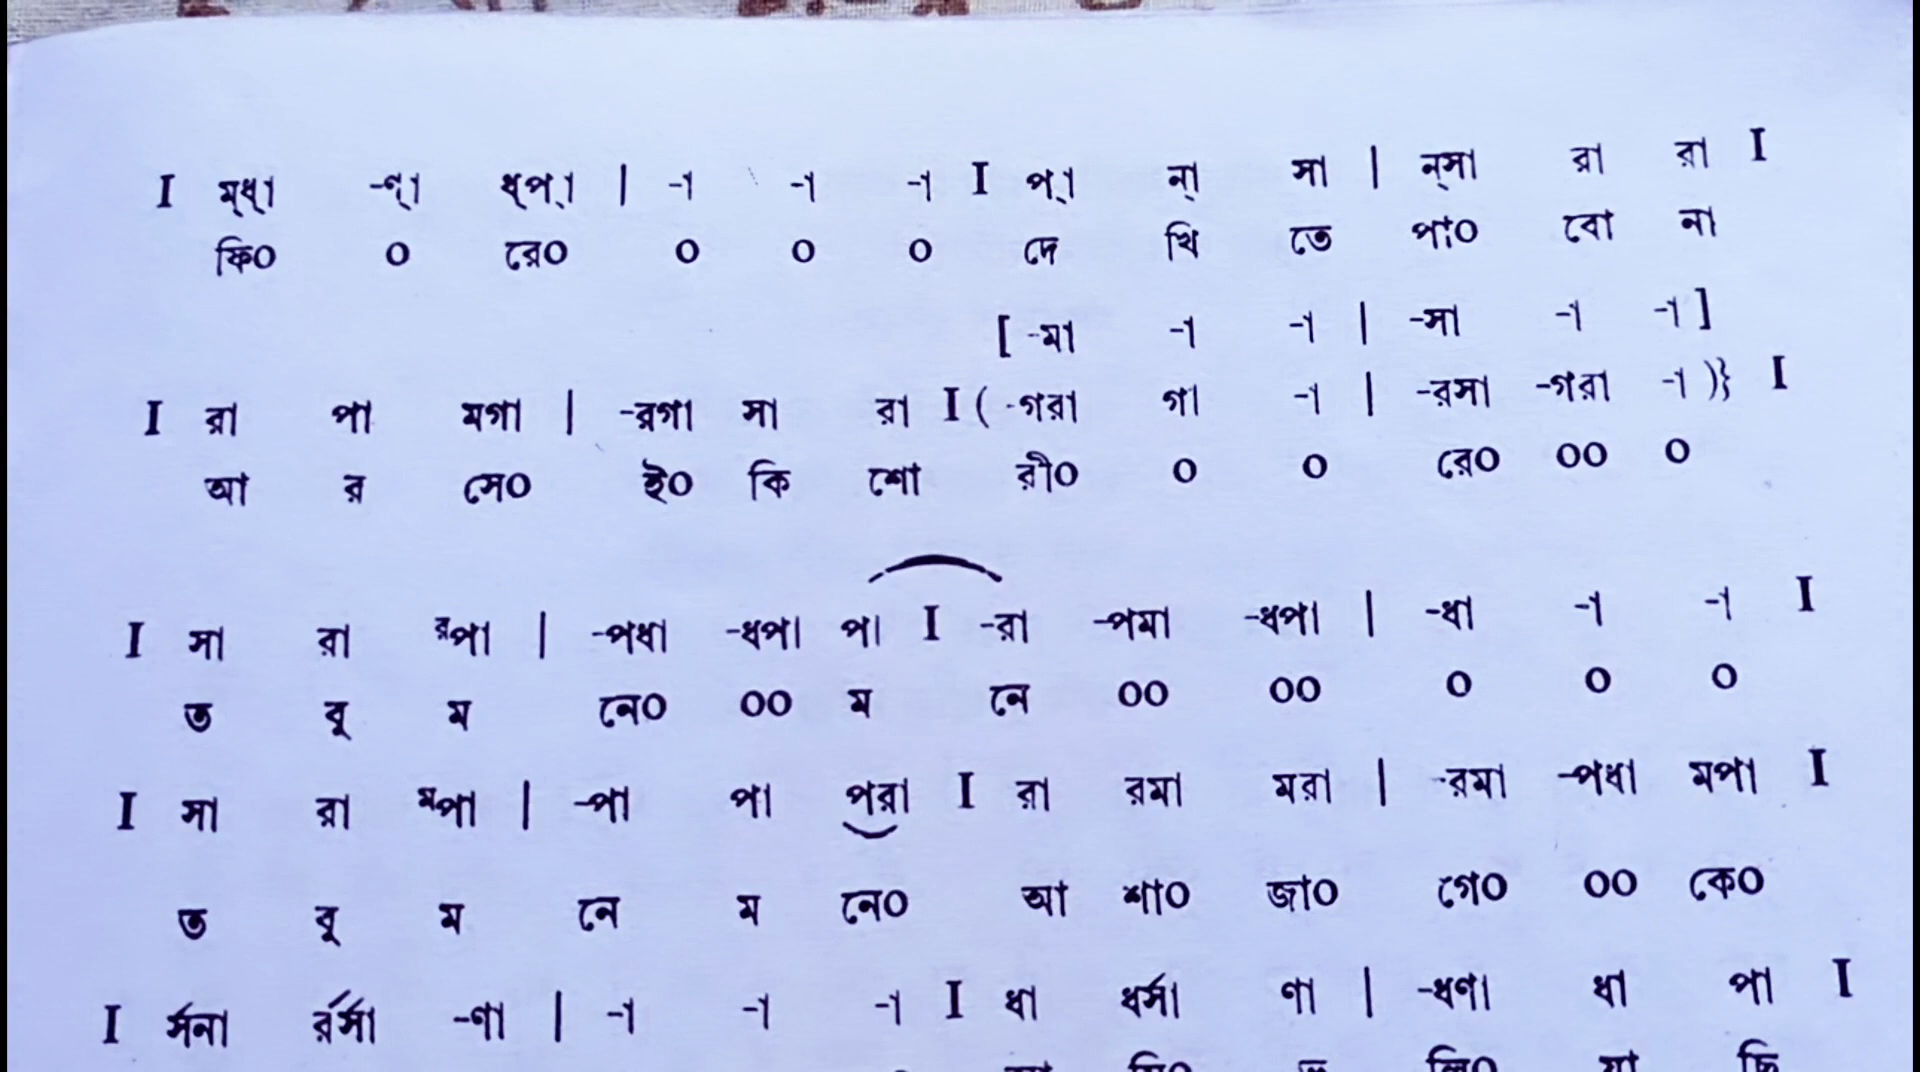 I ম্‌ধ্‌া -ণ্‌া ধ্‌প্‌া | -া -া -া I প্‌া ন্‌া সা | ন্‌সা রা রা I
কি০ ০ রে০ ০ ০ ০ দে খি তে পা০ বো না
[ -মা -া -া | -সা -া -া ]
I রা পা মগা | -রগা সা রা I ( -গরা গা -া | -রসা -গরা -া )} I
আ র সে০ ই০ কি শো রী০ ০ ০ রে০ ০০ ০
I সা রা রপা | -পধা -ধপা পা I -রা -পমা -ধপা | -ধা -া -া I
ত বু ম নে০ ০০ ম নে ০০ ০০ ০ ০ ০
I সা রা মপা | -পা পা পরা I রা রমা মরা | -রমা -পধা মপা I
ত বু ম নে ম নে০ আ শা০ জা০ গে০ ০০ কে০
I র্সনা র্রর্সা -ণা | -া -া -া I ধা ধর্সা ণা | -ধণা ধা পা I